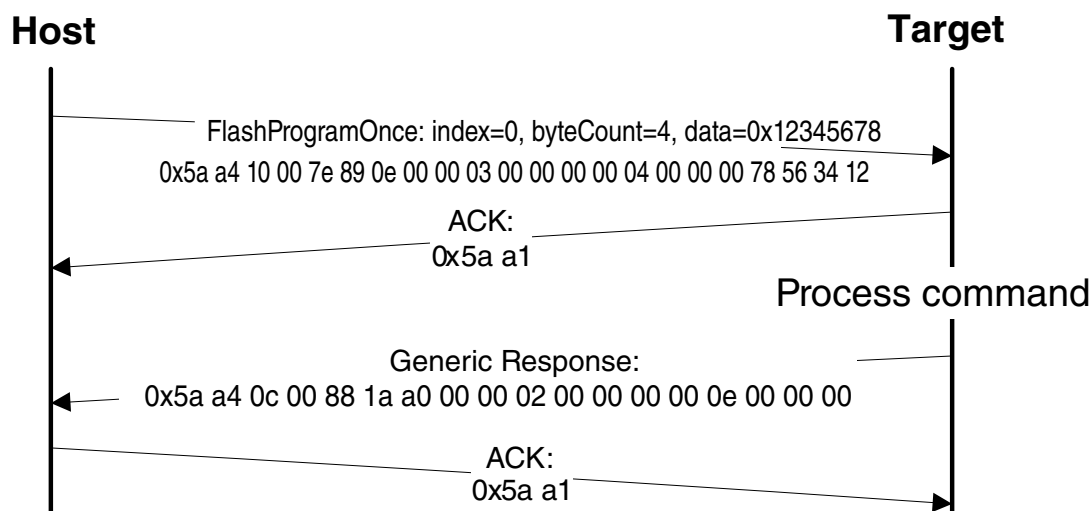 Host
Target
FlashProgramOnce: index=0, byteCount=4, data=0x12345678
0x5a a4 10 00 7e 89 0e 00 00 03 00 00 00 00 04 00 00 00 78 56 34 12
ACK:
0x5a a1
Process command
Generic Response:
0x5a a4 0c 00 88 1a a0 00 00 02 00 00 00 00 0e 00 00 00
ACK:
0x5a a1